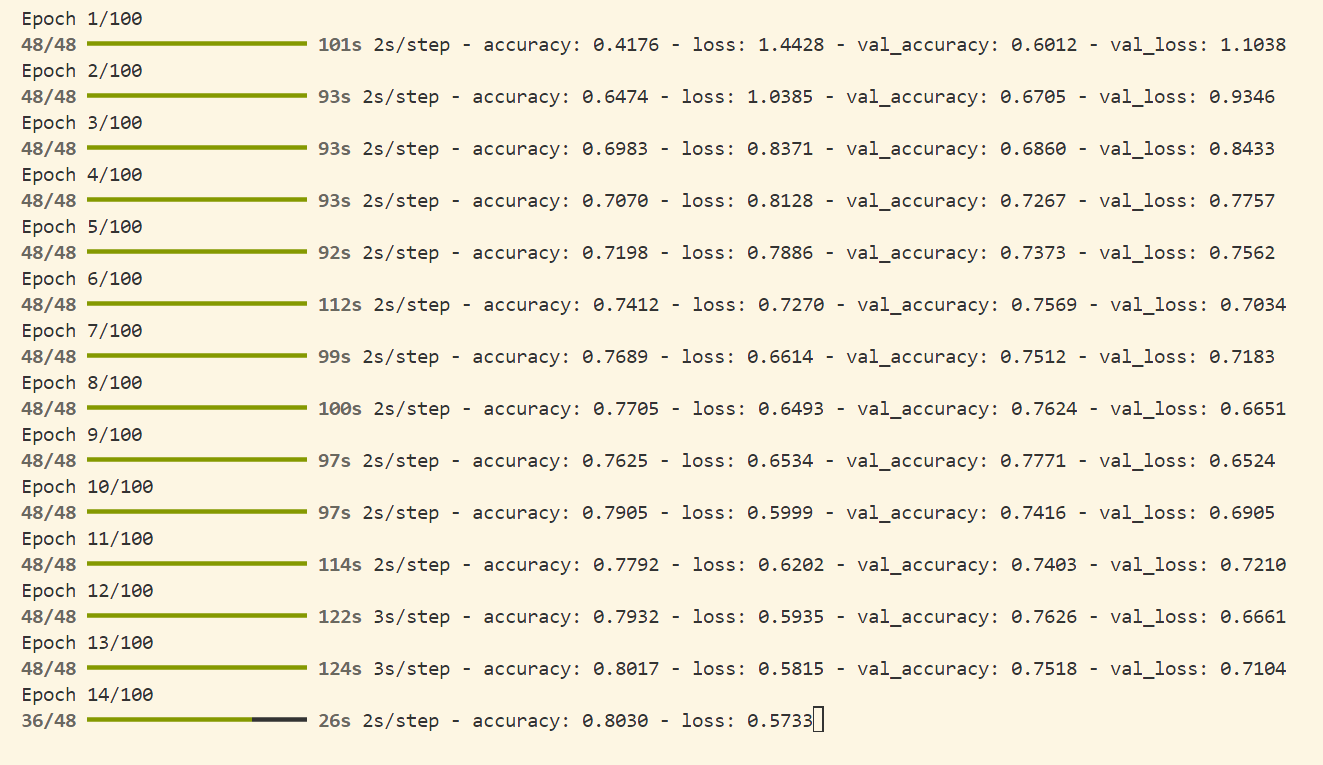 Epoch 1/100
48/48 101s 2s/step - accuracy: 0.4176 - loss: 1.4428 - val_accuracy: 0.6012 - val_loss: 1.1038
Epoch 2/100
48/48 93s 2s/step - accuracy: 0.6474 - loss: 1.0385 - val_accuracy: 0.6705 - val_loss: 0.9346
Epoch 3/100
48/48 93s 2s/step - accuracy: 0.6983 - loss: 0.8371 - val_accuracy: 0.6860 - val_loss: 0.8433
Epoch 4/100
48/48 93s 2s/step - accuracy: 0.7070 - loss: 0.8128 - val_accuracy: 0.7267 - val_loss: 0.7757
Epoch 5/100
48/48 92s 2s/step - accuracy: 0.7198 - loss: 0.7886 - val_accuracy: 0.7373 - val_loss: 0.7562
Epoch 6/100
48/48 112s 2s/step - accuracy: 0.7412 - loss: 0.7270 - val_accuracy: 0.7569 - val_loss: 0.7034
Epoch 7/100
48/48 99s 2s/step - accuracy: 0.7689 - loss: 0.6614 - val_accuracy: 0.7512 - val_loss: 0.7183
Epoch 8/100
48/48 100s 2s/step - accuracy: 0.7705 - loss: 0.6493 - val_accuracy: 0.7624 - val_loss: 0.6651
Epoch 9/100
48/48 97s 2s/step - accuracy: 0.7625 - loss: 0.6534 - val_accuracy: 0.7771 - val_loss: 0.6524
Epoch 10/100
48/48 97s 2s/step - accuracy: 0.7905 - loss: 0.5999 - val_accuracy: 0.7416 - val_loss: 0.6905
Epoch 11/100
48/48 114s 2s/step - accuracy: 0.7792 - loss: 0.6202 - val_accuracy: 0.7403 - val_loss: 0.7210
Epoch 12/100
48/48 122s 3s/step - accuracy: 0.7932 - loss: 0.5935 - val_accuracy: 0.7626 - val_loss: 0.6661
Epoch 13/100
48/48 124s 3s/step - accuracy: 0.8017 - loss: 0.5815 - val_accuracy: 0.7518 - val_loss: 0.7104
Epoch 14/100
36/48 26s 2s/step - accuracy: 0.8030 - loss: 0.5733